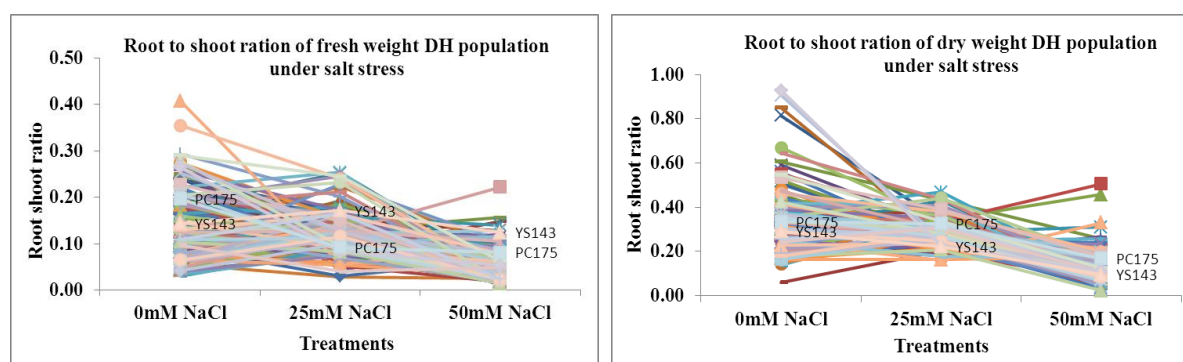 Root to shoot ration of fresh weight DH population
under salt stress
0.50
0.40
0.30
0.20
0.10
0.00
Root shoot ratio
PC175
YS143
YS143
PC175
YS143
PC175
0mM NaCl 25mM NaCl 50mM NaCl
Treatments
Root to shoot ration of dry weight DH population
under salt stress
1.00
0.80
0.60
0.40
0.20
0.00
Root shoot ratio
PC175
YS143
PC175
YS143
PC175
YS143
0mM NaCl 25mM NaCl 50mM NaCl
Treatments